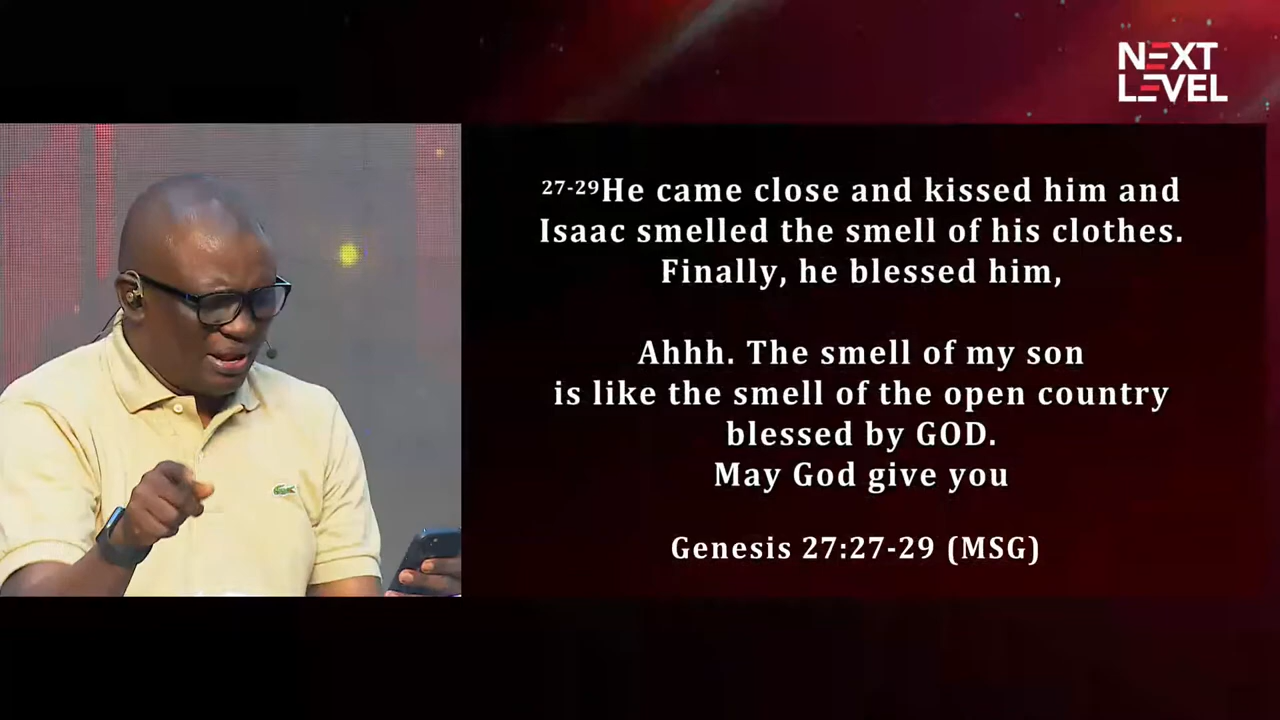 NEXT
LEVEL
27-29He came close and kissed him and
Isaac smelled the smell of his clothes.
Finally, he blessed him,
Ahhh. The smell of my son
is like the smell of the open country
blessed by GOD.
May God give you
Genesis 27:27-29 (MSG)